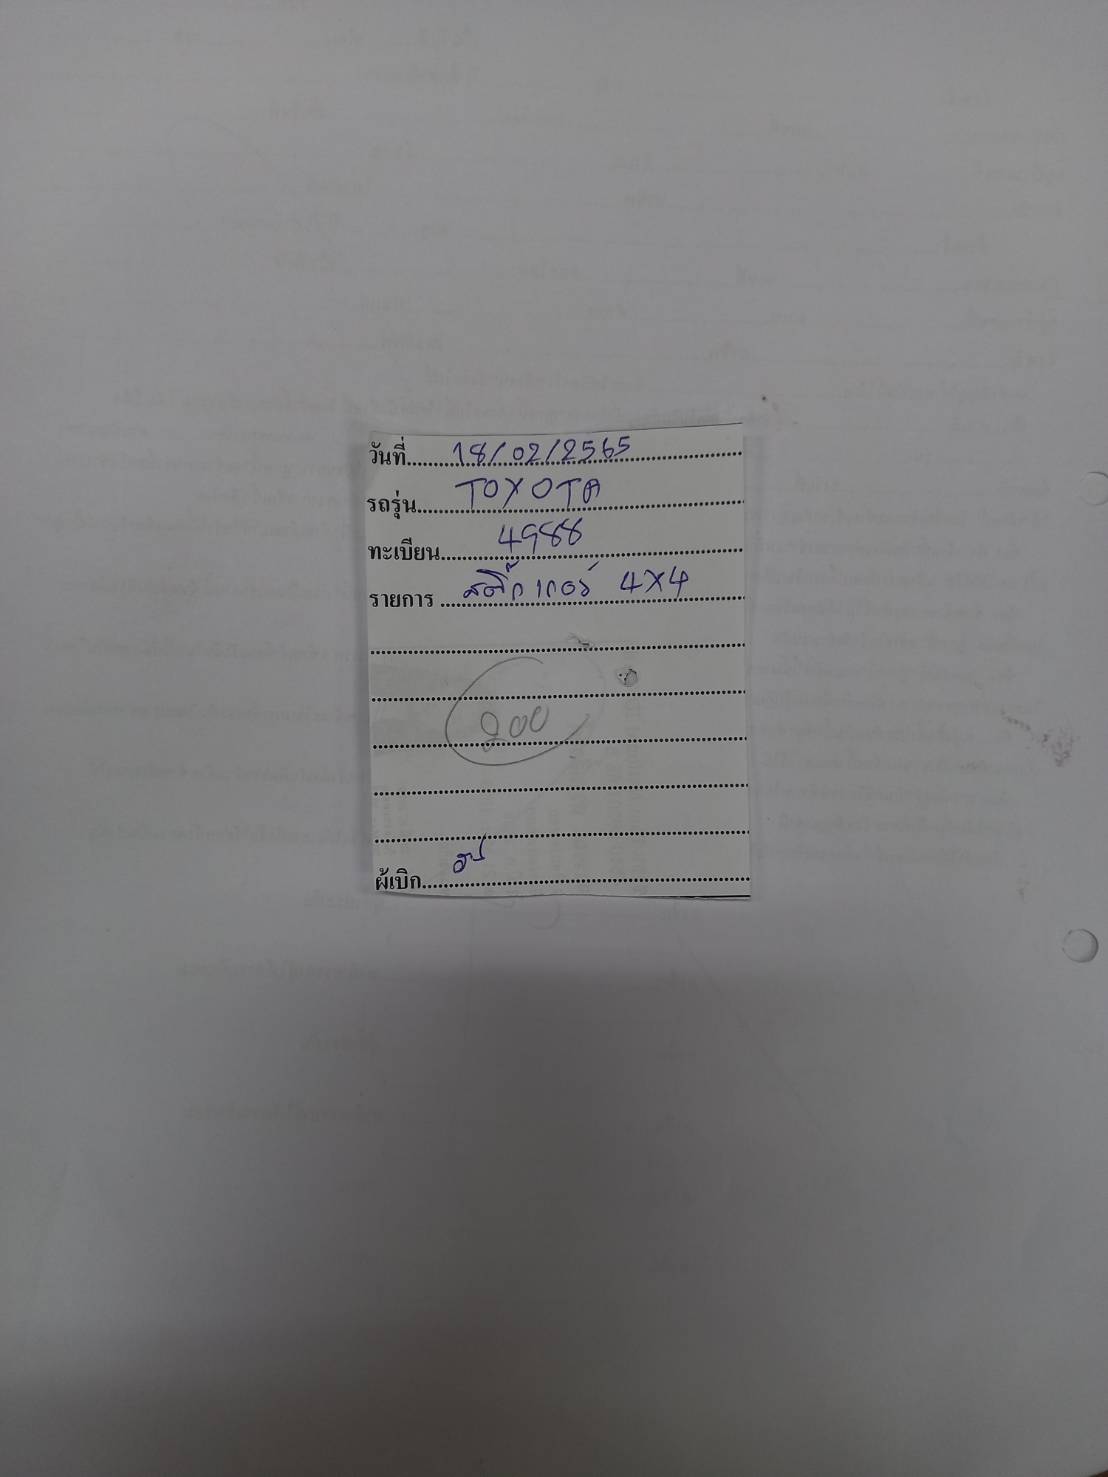 วันที่ 18/02/2565
รถรุ่น TOYOTA
ทะเบียน 4988
รายการ สติ๊กเกอร์ 4X4
200
ผู้เบิก